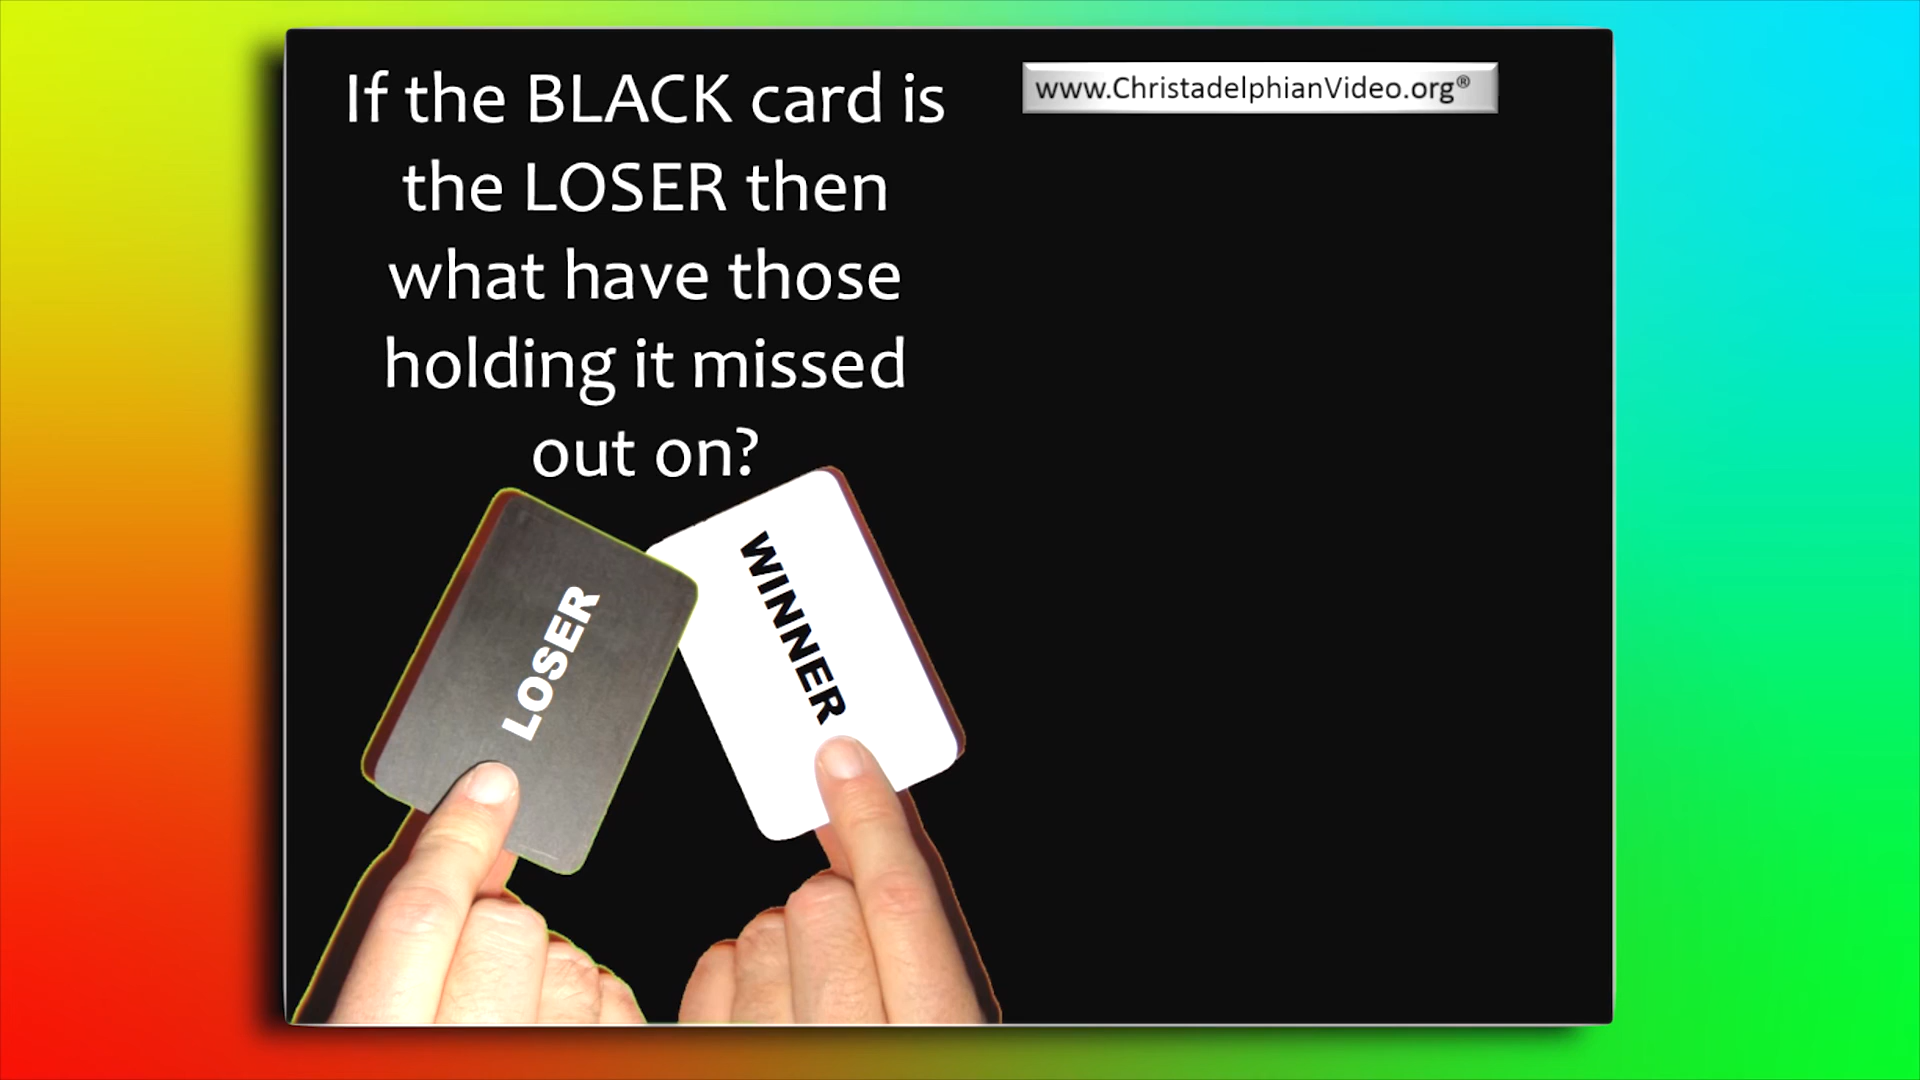 If the BLACK card is
the LOSER then
what have those
holding it missed
out on?
www.ChristadelphianVideo.org®
LOSER
WINNER